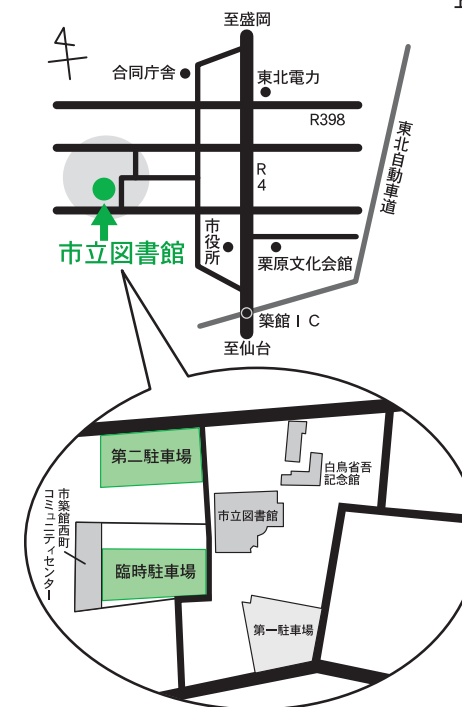 至盛岡
合同庁舎
東北電力
R398
東北自動車道
R4
市役所
市立図書館
栗原文化会館
築館IC
至仙台
第二駐車場
白鳥省吾
記念館
市築館西町
コミュニティセンター
市立図書館
臨時駐車場
第一駐車場